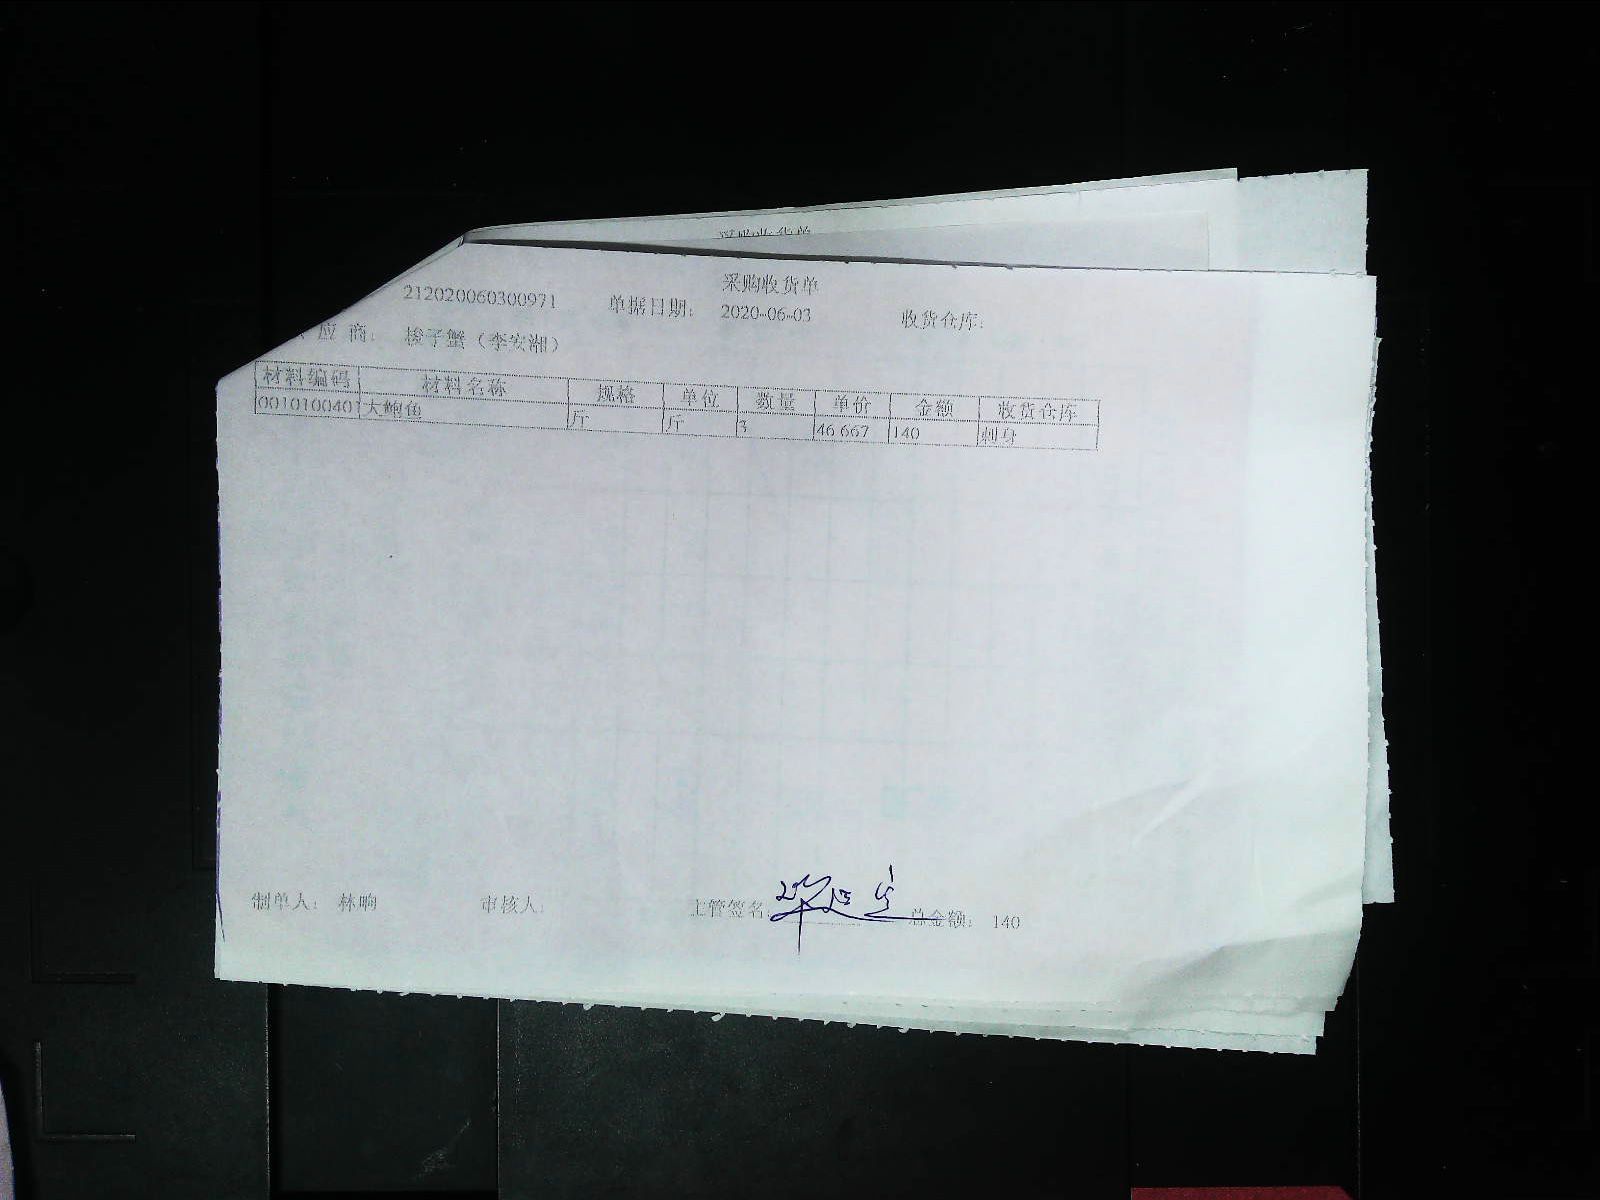 采购收货单
212020060300971 单据日期: 2020-06-03 收货仓库:
应 商: 梭子蟹（李安湘）
材料编码 材料名称 规格 单位 数量 单价 金额 收货仓库
00101004 大鲍鱼 斤 斤 3 46.667 140 刺身
制单人: 林晌 审核人: 主管签名: 总金额: 140